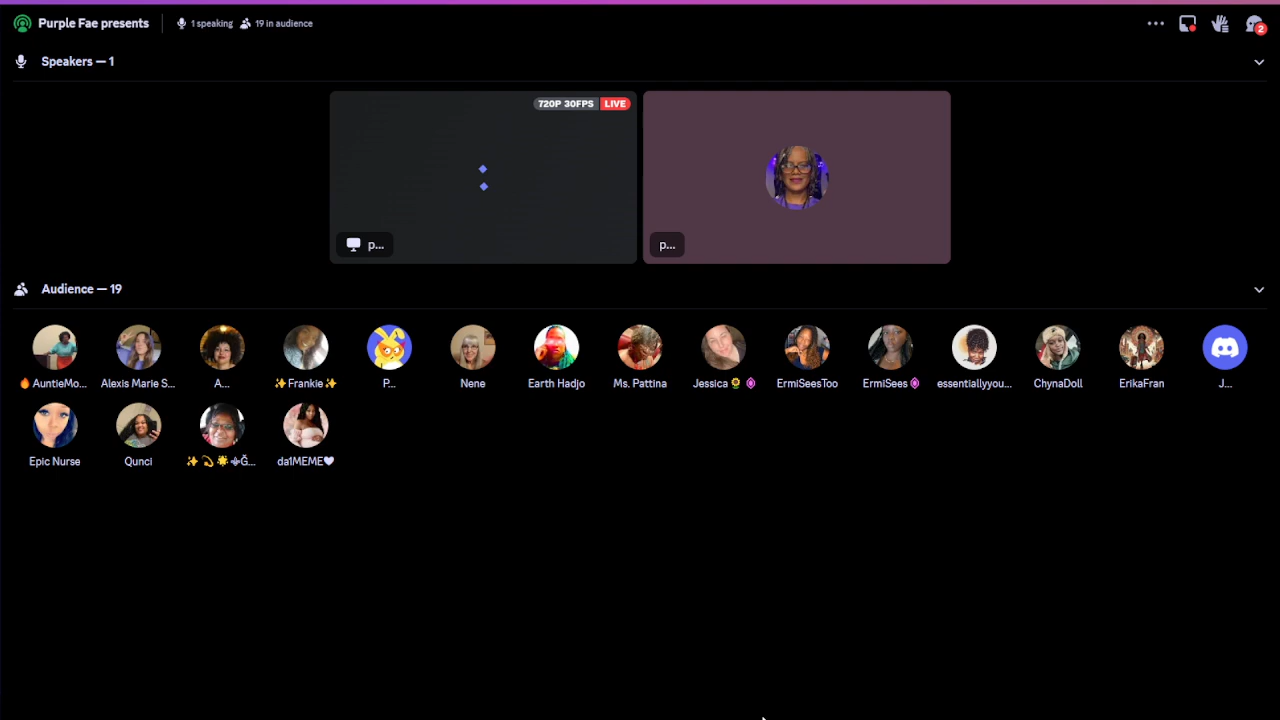 Purple Fae presents 1 speaking 19 in audience 2
Speakers — 1
720P 30FPS LIVE
p...
p...
Audience — 19
🔥 AuntieMo... Alexis Marie S... A... ✨Frankie✨ P... Nene Earth Hadjo Ms. Pattina Jessica 🌻 ErmiSeesToo ErmiSees essentiallyyou... ChynaDoll ErikaFran J...
Epic Nurse Qunci ✨💫🌟⚜Ğ... da1MEME🤍